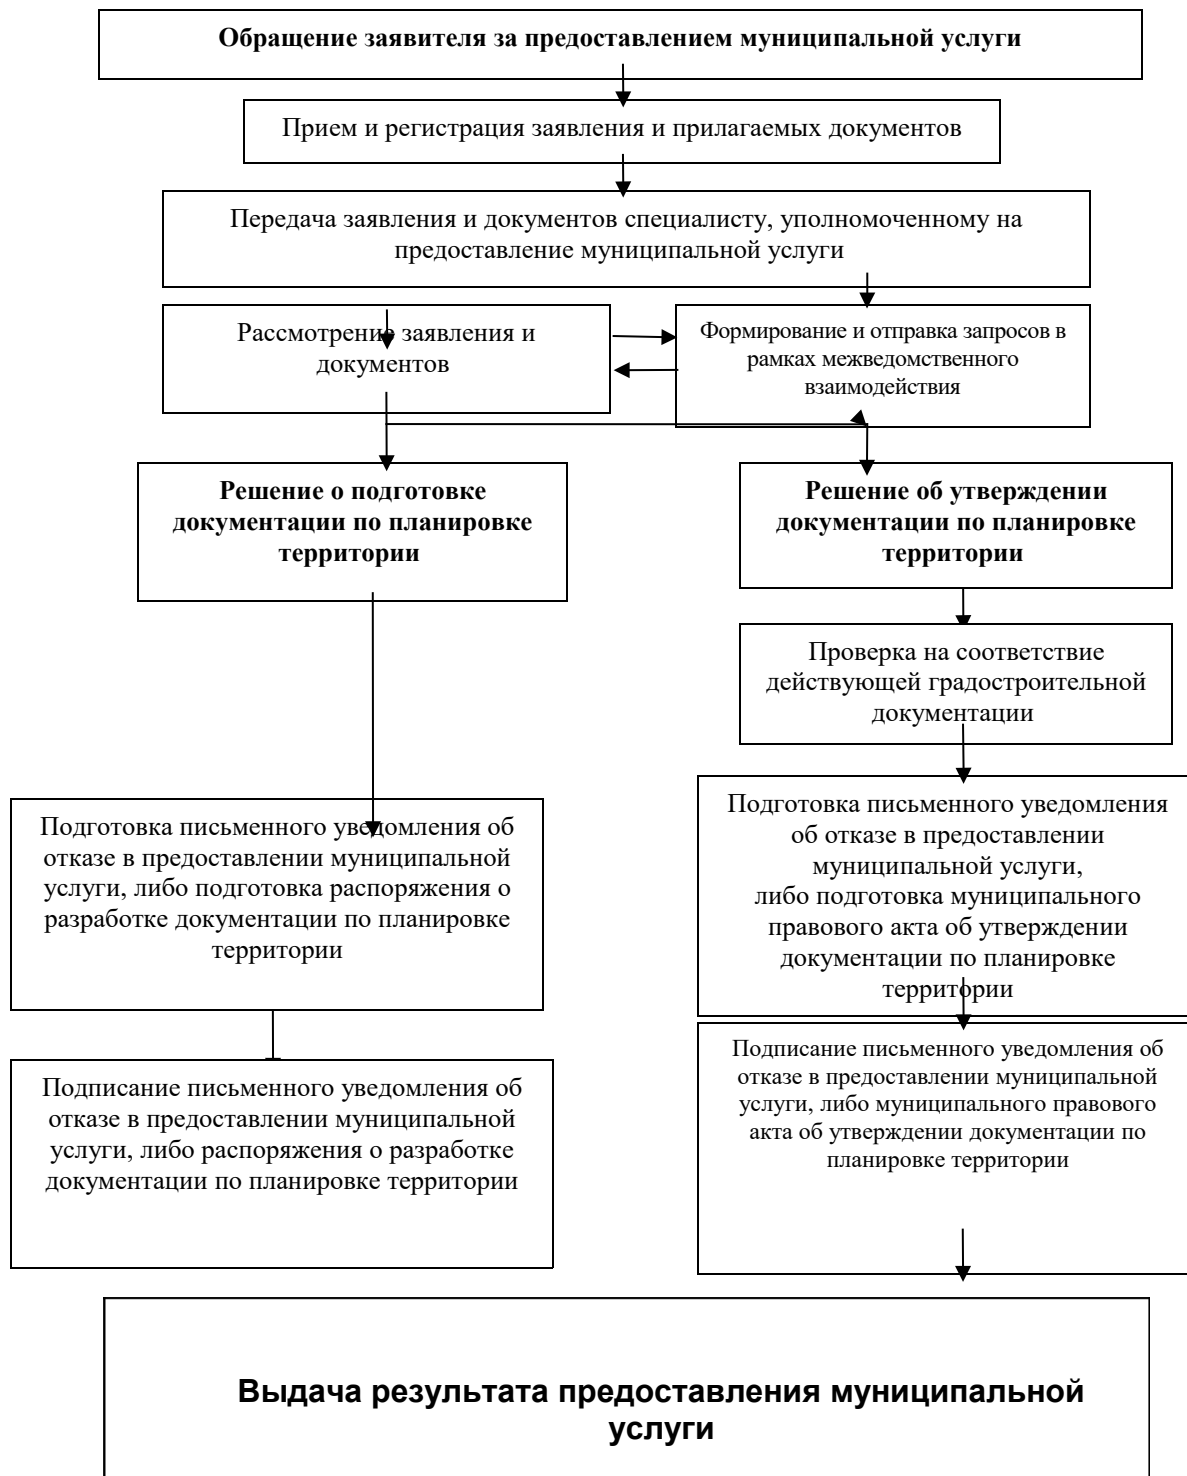 Обращение заявителя за предоставлением муниципальной услуги
Прием и регистрация заявления и прилагаемых документов
Передача заявления и документов специалисту, уполномоченному на
предоставление муниципальной услуги
Рассмотрение заявления и
документов
Формирование и отправка запросов в
рамках межведомственного
взаимодействия
Решение о подготовке
документации по планировке
территории
Решение об утверждении
документации по планировке
территории
Проверка на соответствие
действующей градостроительной
документации
Подготовка письменного уведомления об
отказе в предоставлении муниципальной
услуги, либо подготовка распоряжения о
разработке документации по планировке
территории
Подготовка письменного уведомления
об отказе в предоставлении
муниципальной услуги,
либо подготовка муниципального
правового акта об утверждении
документации по планировке
территории
Подписание письменного уведомления об
отказе в предоставлении муниципальной
услуги, либо распоряжения о разработке
документации по планировке территории
Подписание письменного уведомления об
отказе в предоставлении муниципальной
услуги, либо муниципального правового
акта об утверждении документации по
планировке территории
Выдача результата предоставления муниципальной
услуги